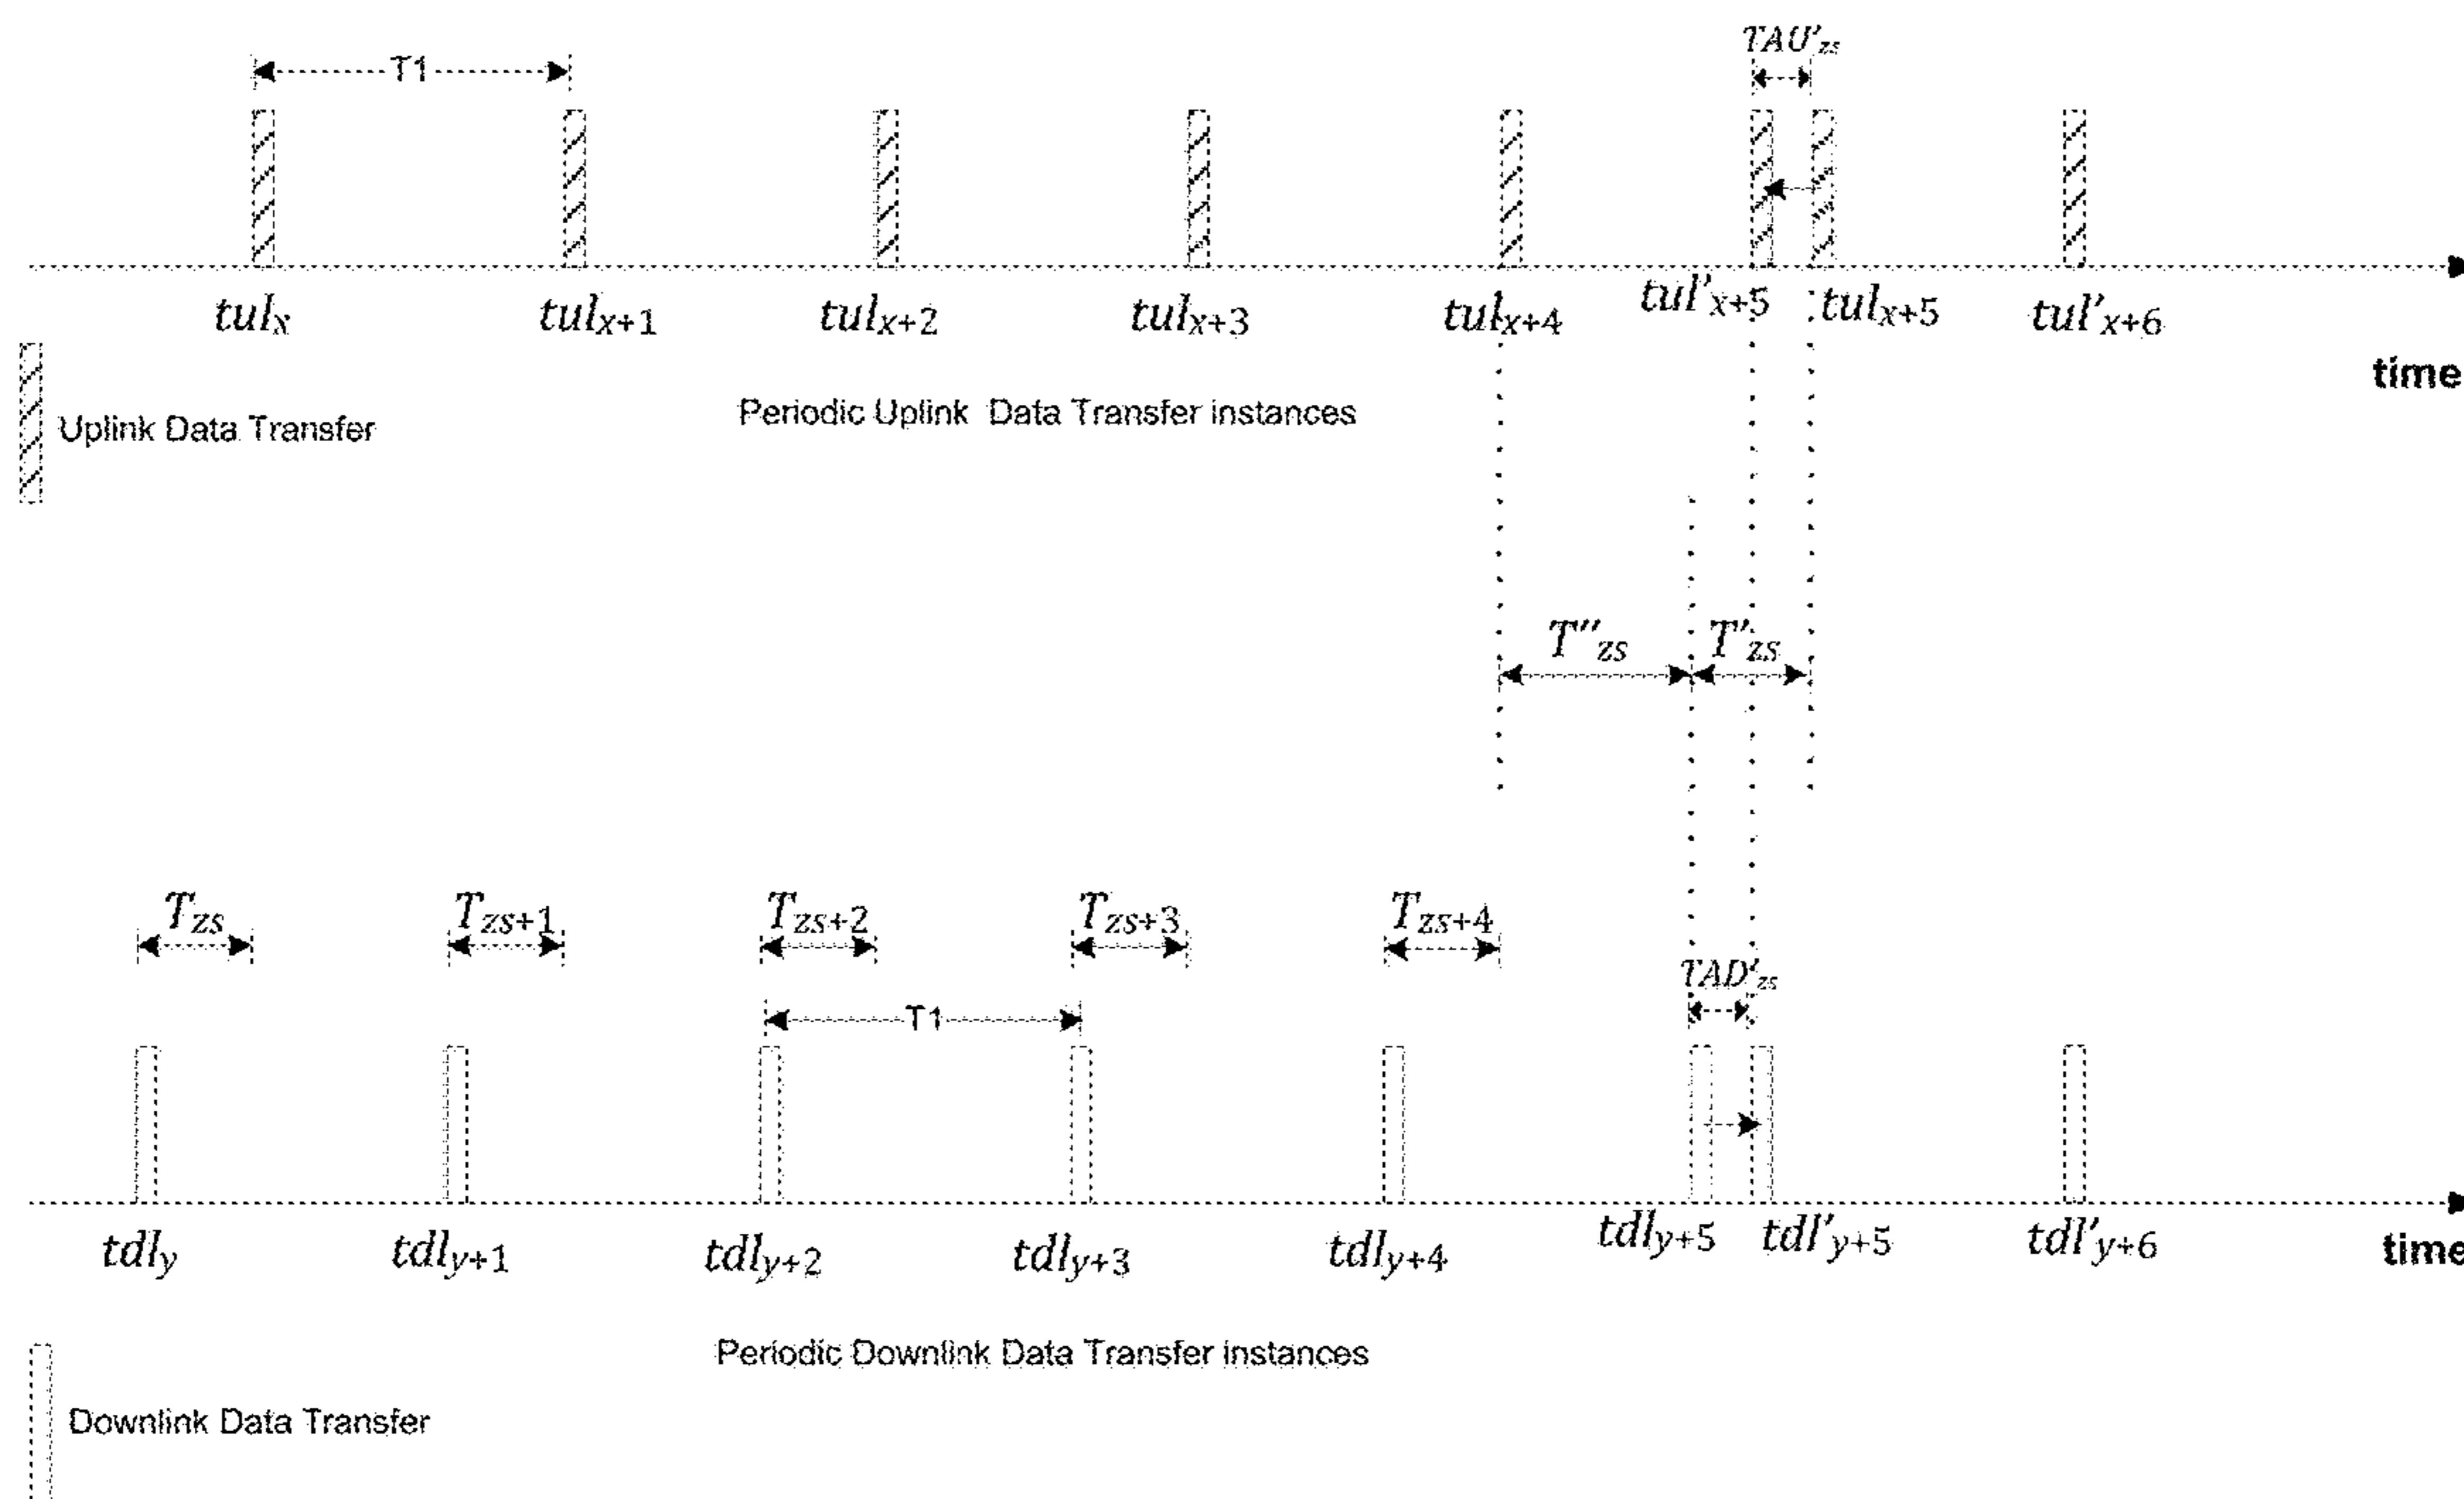 TAU'zs
T1
tulx tulx+1 tulx+2 tulx+3 tulx+4 tul'x+5 tulx+5 tul'x+6
time
Uplink Data Transfer
Periodic Uplink Data Transfer instances
T''zs T'zs
Tzs Tzs+1 Tzs+2 Tzs+3 Tzs+4
TAD'zs
T1
tdly tdly+1 tdly+2 tdly+3 tdly+4 tdly+5 tdl'y+5 tdl'y+6
time
Periodic Downlink Data Transfer instances
Downlink Data Transfer